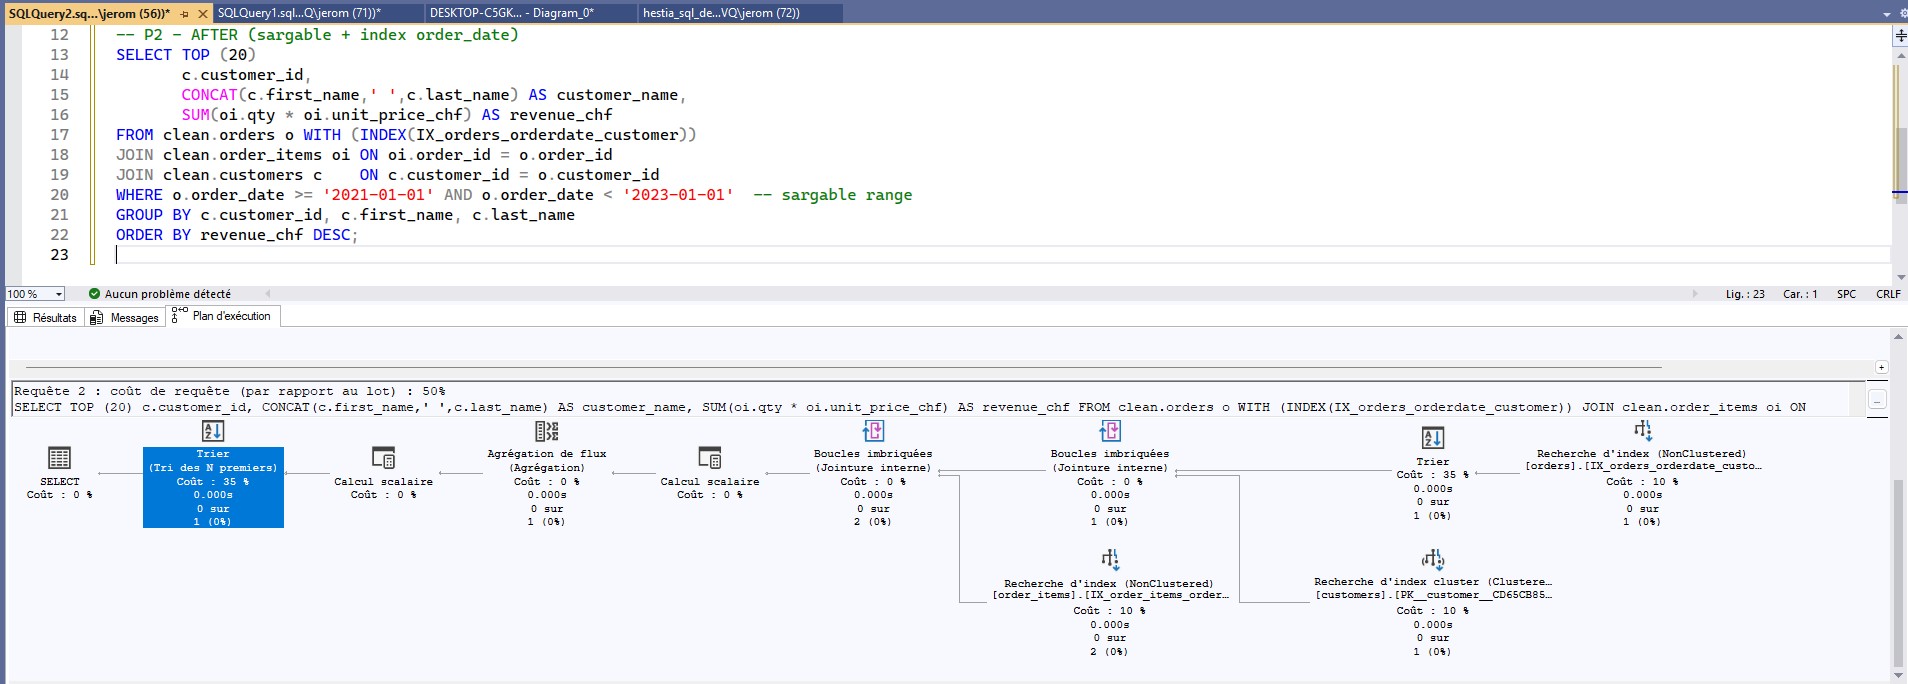 SQLQuery2.sq...\jerom (56))*
SQLQuery1.sql...Q\jerom (71))*
DESKTOP-C5GK... - Diagram_0*
hestia_sql_de...VQ\jerom (72))
12 -- P2 - AFTER (sargable + index order_date)
13 SELECT TOP (20)
14 c.customer_id,
15 CONCAT(c.first_name,' ',c.last_name) AS customer_name,
16 SUM(oi.qty * oi.unit_price_chf) AS revenue_chf
17 FROM clean.orders o WITH (INDEX(IX_orders_orderdate_customer))
18 JOIN clean.order_items oi ON oi.order_id = o.order_id
19 JOIN clean.customers c    ON c.customer_id = o.customer_id
20 WHERE o.order_date >= '2021-01-01' AND o.order_date < '2023-01-01'  -- sargable range
21 GROUP BY c.customer_id, c.first_name, c.last_name
22 ORDER BY revenue_chf DESC;
23
100 %
Aucun problème détecté
Lig. : 23
Car. : 1
SPC
CRLF
Résultats
Messages
Plan d'exécution
Requête 2 : coût de requête (par rapport au lot) : 50%
SELECT TOP (20) c.customer_id, CONCAT(c.first_name,' ',c.last_name) AS customer_name, SUM(oi.qty * oi.unit_price_chf) AS revenue_chf FROM clean.orders o WITH (INDEX(IX_orders_orderdate_customer)) JOIN clean.order_items oi ON
SELECT
Coût : 0 %
Trier
(Tri des N premiers)
Coût : 35 %
0.000s
0 sur
1 (0%)
Calcul scalaire
Coût : 0 %
Agrégation de flux
(Agrégation)
Coût : 0 %
0.000s
0 sur
1 (0%)
Calcul scalaire
Coût : 0 %
Boucles imbriquées
(Jointure interne)
Coût : 0 %
0.000s
0 sur
2 (0%)
Boucles imbriquées
(Jointure interne)
Coût : 0 %
0.000s
0 sur
1 (0%)
Trier
Coût : 35 %
0.000s
0 sur
1 (0%)
Recherche d'index (NonClustered)
[orders].[IX_orders_orderdate_custo...
Coût : 10 %
0.000s
0 sur
1 (0%)
Recherche d'index (NonClustered)
[order_items].[IX_order_items_order...
Coût : 10 %
0.000s
0 sur
2 (0%)
Recherche d'index cluster (Clustere...
[customers].[PK__customer__CD65CB85...
Coût : 10 %
0.000s
0 sur
1 (0%)